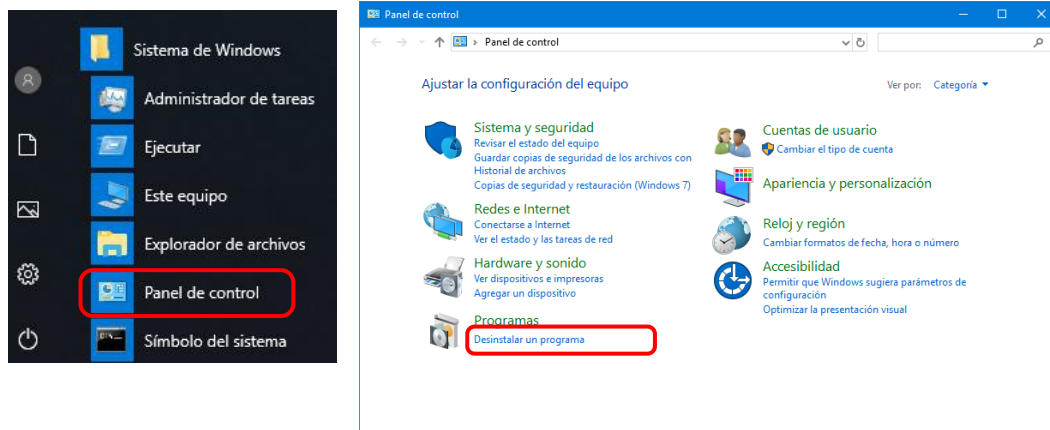 Sistema de Windows
Administrador de tareas
Ejecutar
Este equipo
Explorador de archivos
Panel de control
Símbolo del sistema
Panel de control
Panel de control
Ajustar la configuración del equipo
Ver por: Categoría
Sistema y seguridad
Revisar el estado del equipo
Guardar copias de seguridad de los archivos con
Historial de archivos
Copias de seguridad y restauración (Windows 7)
Redes e Internet
Conectarse a Internet
Ver el estado y las tareas de red
Hardware y sonido
Ver dispositivos e impresoras
Agregar un dispositivo
Programas
Desinstalar un programa
Cuentas de usuario
Cambiar el tipo de cuenta
Apariencia y personalización
Reloj y región
Cambiar formatos de fecha, hora o número
Accesibilidad
Permitir que Windows sugiera parámetros de
configuración
Optimizar la presentación visual